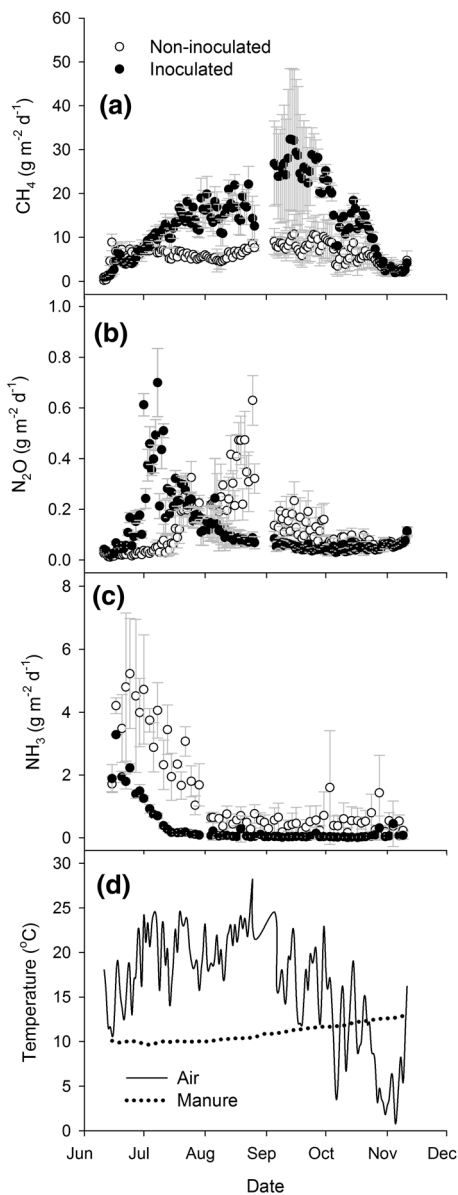 60
50
40
30
20
10
0
CH₄ (g m⁻² d⁻¹)
Non-inoculated
Inoculated
(a)
1.0
0.8
0.6
0.4
0.2
0.0
N₂O (g m⁻² d⁻¹)
(b)
8
6
4
2
0
NH₃ (g m⁻² d⁻¹)
(c)
30
25
20
15
10
5
0
Temperature (°C)
(d)
Air
Manure
Jun Jul Aug Sep Oct Nov Dec
Date